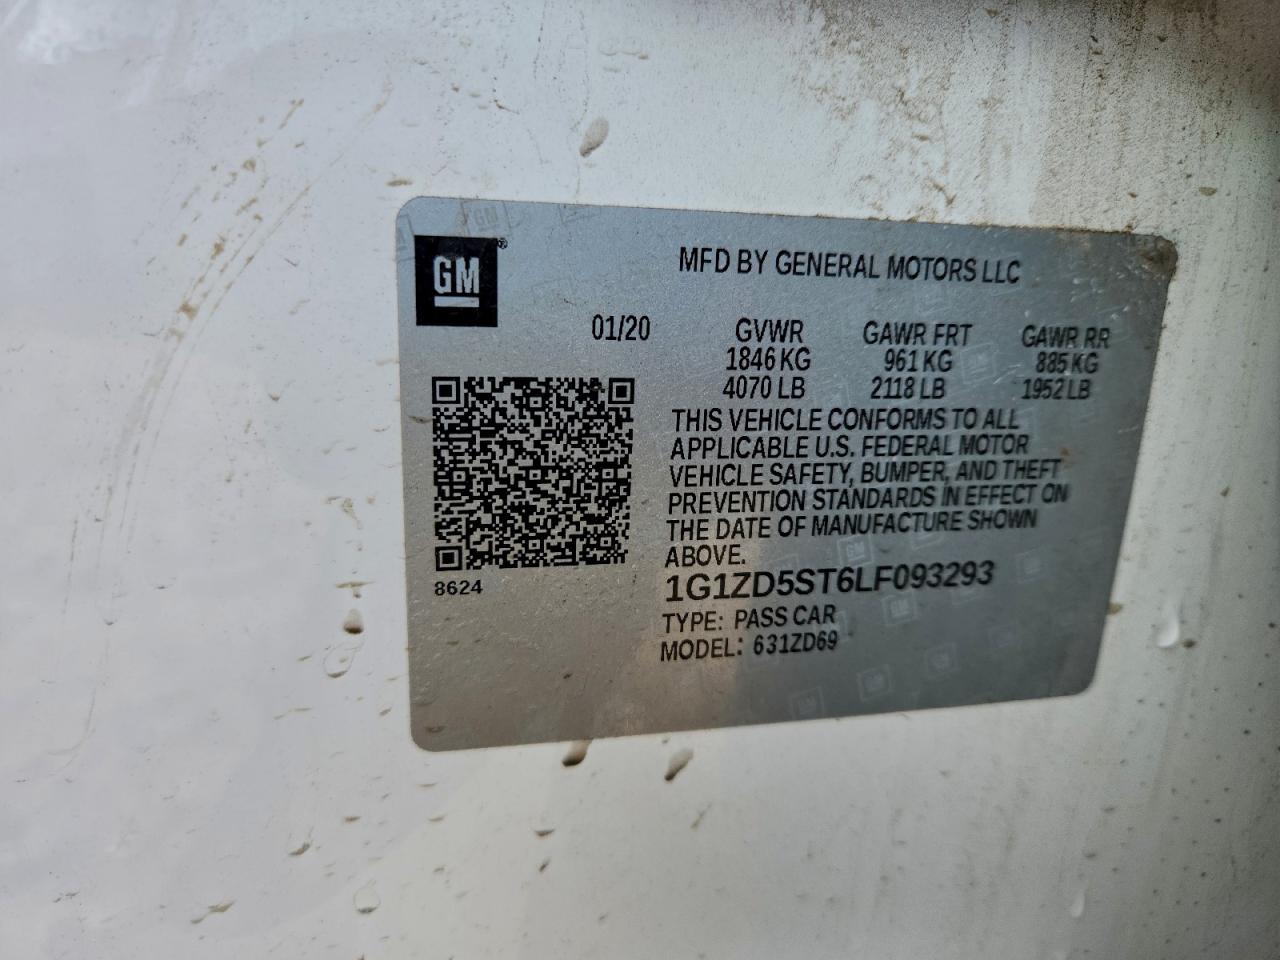 GM®
MFD BY GENERAL MOTORS LLC
01/20 GVWR GAWR FRT GAWR RR
1846 KG 961 KG 885 KG
4070 LB 2118 LB 1952 LB
THIS VEHICLE CONFORMS TO ALL
APPLICABLE U.S. FEDERAL MOTOR
VEHICLE SAFETY, BUMPER, AND THEFT
PREVENTION STANDARDS IN EFFECT ON
THE DATE OF MANUFACTURE SHOWN
ABOVE.
8624
1G1ZD5ST6LF093293
TYPE: PASS CAR
MODEL: 631ZD69